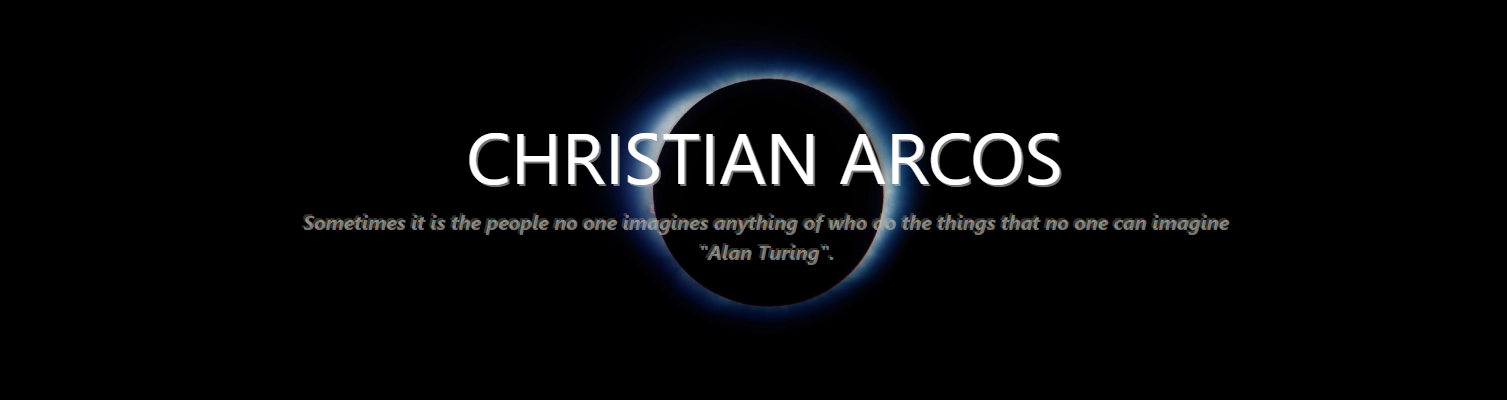 CHRISTIAN ARCOS
Sometimes it is the people no one imagines anything of who do the things that no one can imagine
"Alan Turing".